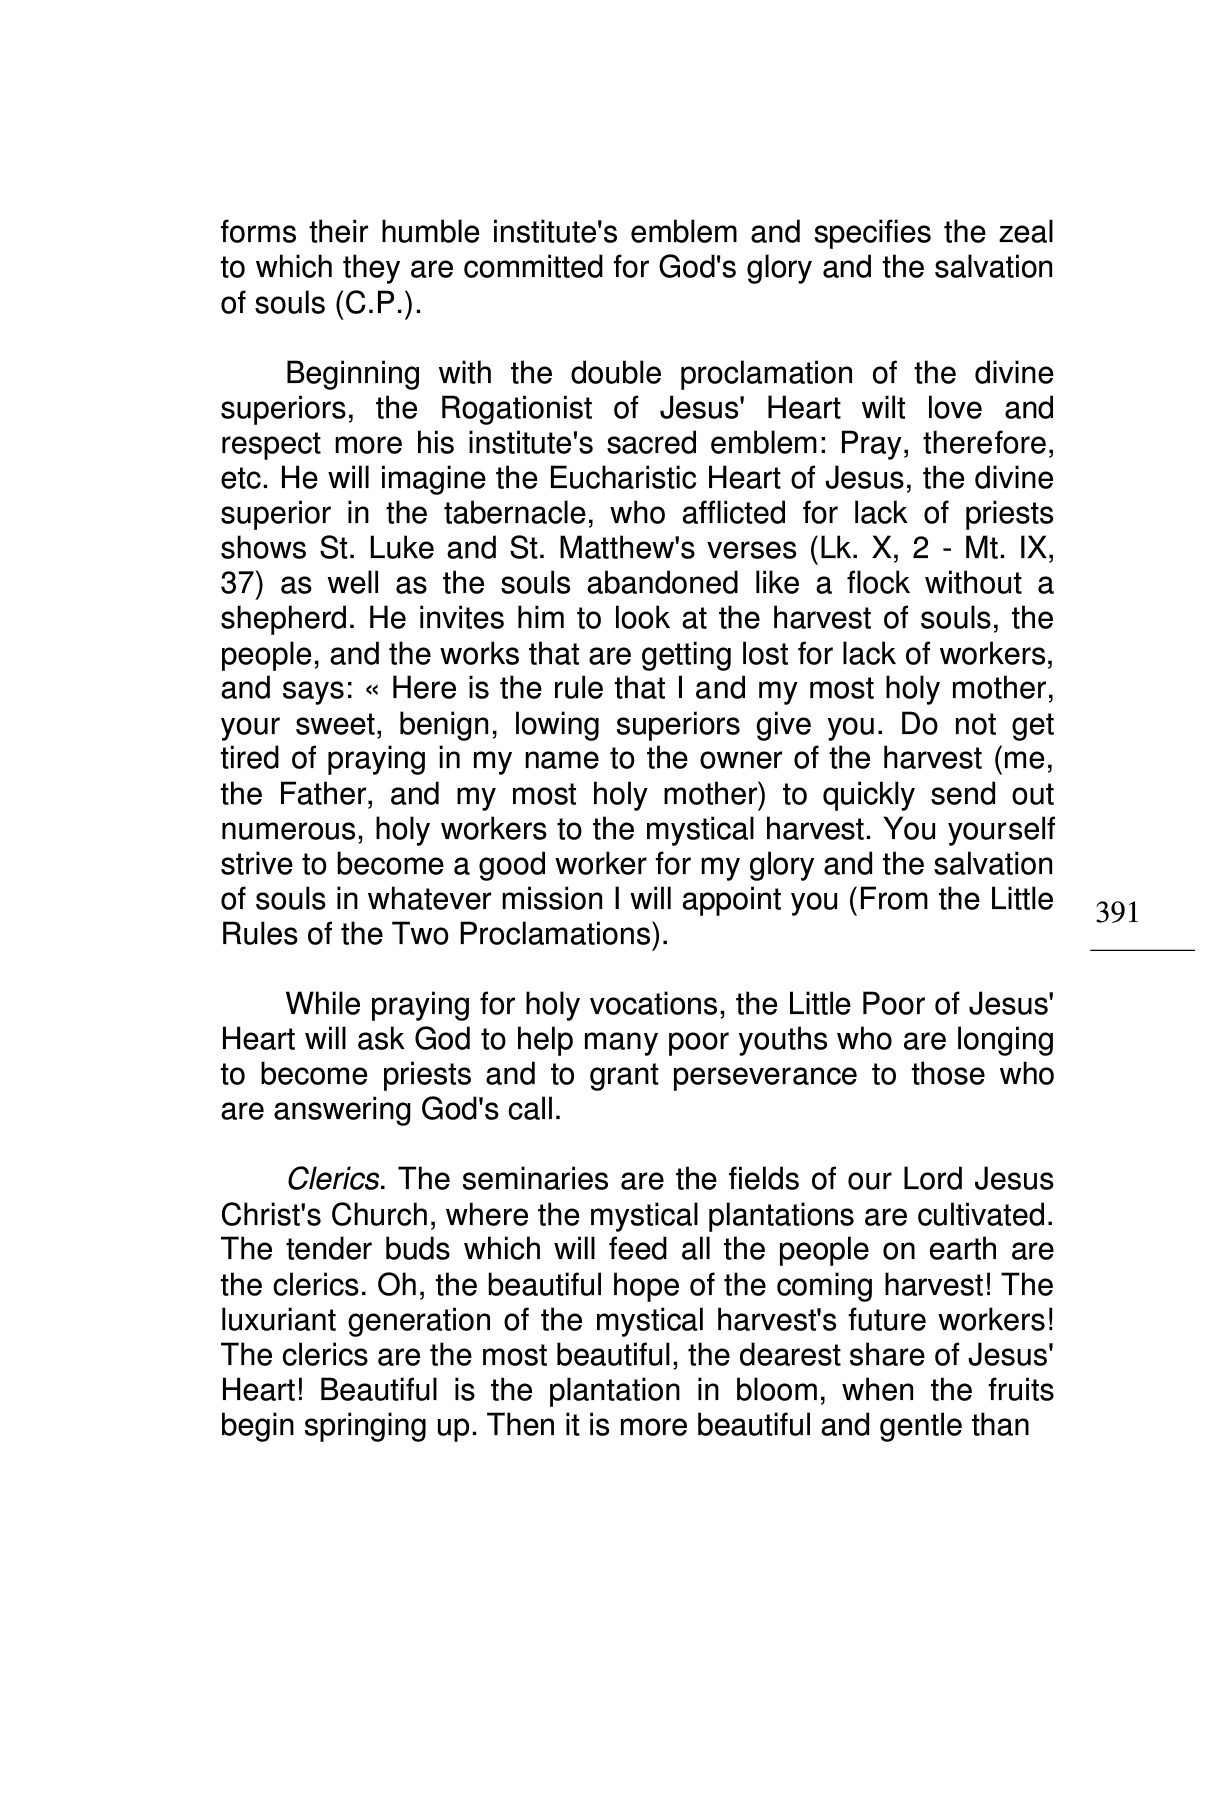 forms their humble institute's emblem and specifies the zeal
to which they are committed for God's glory and the salvation
of souls (C.P.).
Beginning with the double proclamation of the divine
superiors, the Rogationist of Jesus' Heart wilt love and
respect more his institute's sacred emblem: Pray, therefore,
etc. He will imagine the Eucharistic Heart of Jesus, the divine
superior in the tabernacle, who afflicted for lack of priests
shows St. Luke and St. Matthew's verses (Lk. X, 2 - Mt. IX,
37) as well as the souls abandoned like a flock without a
shepherd. He invites him to look at the harvest of souls, the
people, and the works that are getting lost for lack of workers,
and says: « Here is the rule that I and my most holy mother,
your sweet, benign, lowing superiors give you. Do not get
tired of praying in my name to the owner of the harvest (me,
the Father, and my most holy mother) to quickly send out
numerous, holy workers to the mystical harvest. You yourself
strive to become a good worker for my glory and the salvation
of souls in whatever mission I will appoint you (From the Little
Rules of the Two Proclamations).
391
While praying for holy vocations, the Little Poor of Jesus'
Heart will ask God to help many poor youths who are longing
to become priests and to grant perseverance to those who
are answering God's call.
Clerics. The seminaries are the fields of our Lord Jesus
Christ's Church, where the mystical plantations are cultivated.
The tender buds which will feed all the people on earth are
the clerics. Oh, the beautiful hope of the coming harvest! The
luxuriant generation of the mystical harvest's future workers!
The clerics are the most beautiful, the dearest share of Jesus'
Heart! Beautiful is the plantation in bloom, when the fruits
begin springing up. Then it is more beautiful and gentle than